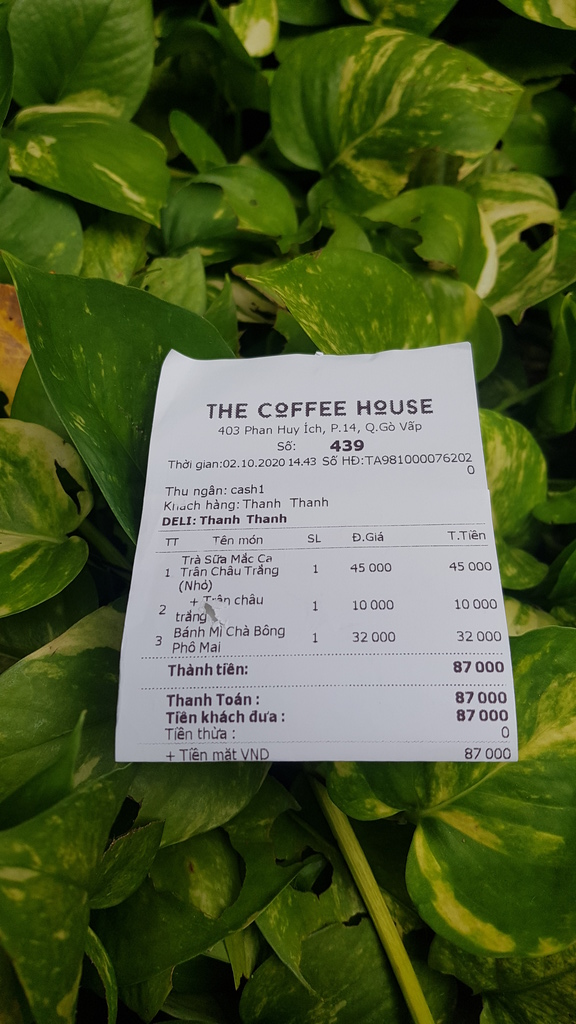 THE COFFEE HOUSE
403 Phan Huy Ích, P.14, Q.Gò Vấp
Số: 439
Thời gian:02.10.2020 14.43 Số HĐ:TA981000076202
0
Thu ngân: cash1
Khách hàng: Thanh Thanh
DELI: Thanh Thanh
TT Tên món SL Đ.Giá T.Tiền
Trà Sữa Mắc Ca
1 Trân Châu Trắng 1 45 000 45 000
(Nhỏ)
+ Trân châu
2 1 10 000 10 000
trắng
3 Bánh Mì Chà Bông 1 32 000 32 000
Phô Mai
Thành tiền: 87 000
Thanh Toán : 87 000
Tiền khách đưa : 87 000
Tiền thừa : 0
+ Tiền mặt VND 87 000